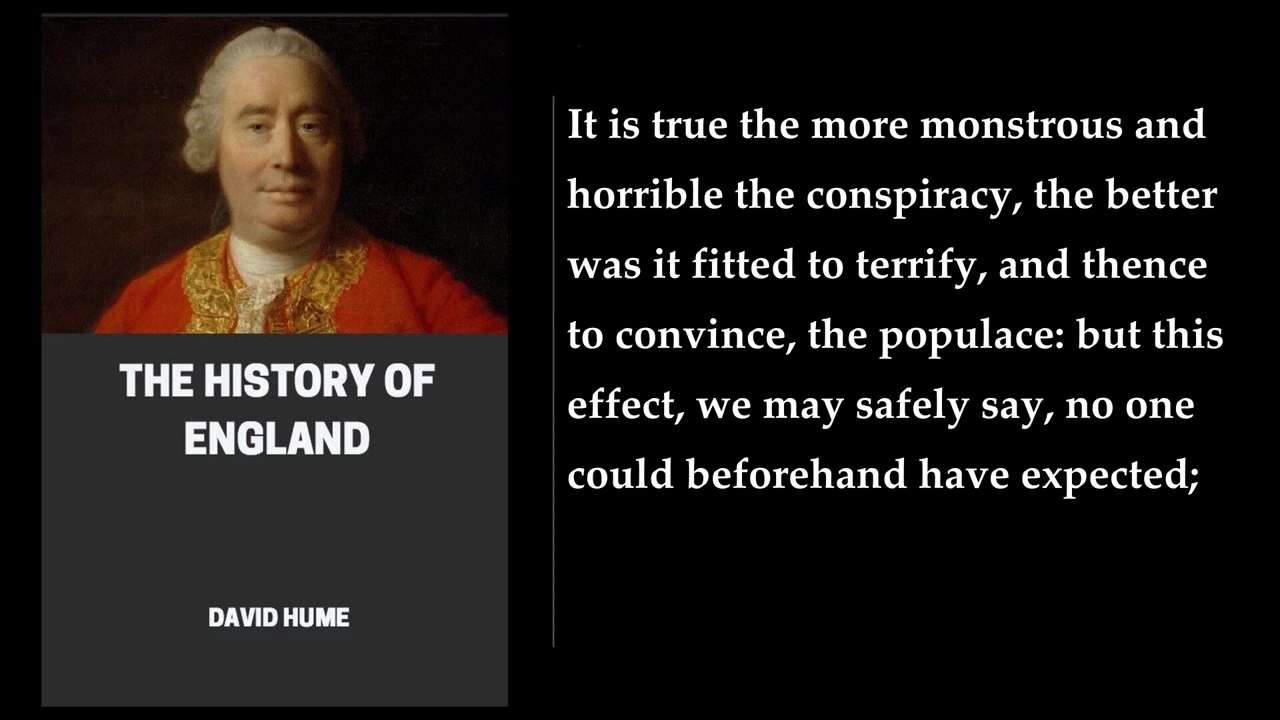 THE HISTORY OF
ENGLAND
DAVID HUME
It is true the more monstrous and
horrible the conspiracy, the better
was it fitted to terrify, and thence
to convince, the populace: but this
effect, we may safely say, no one
could beforehand have expected;